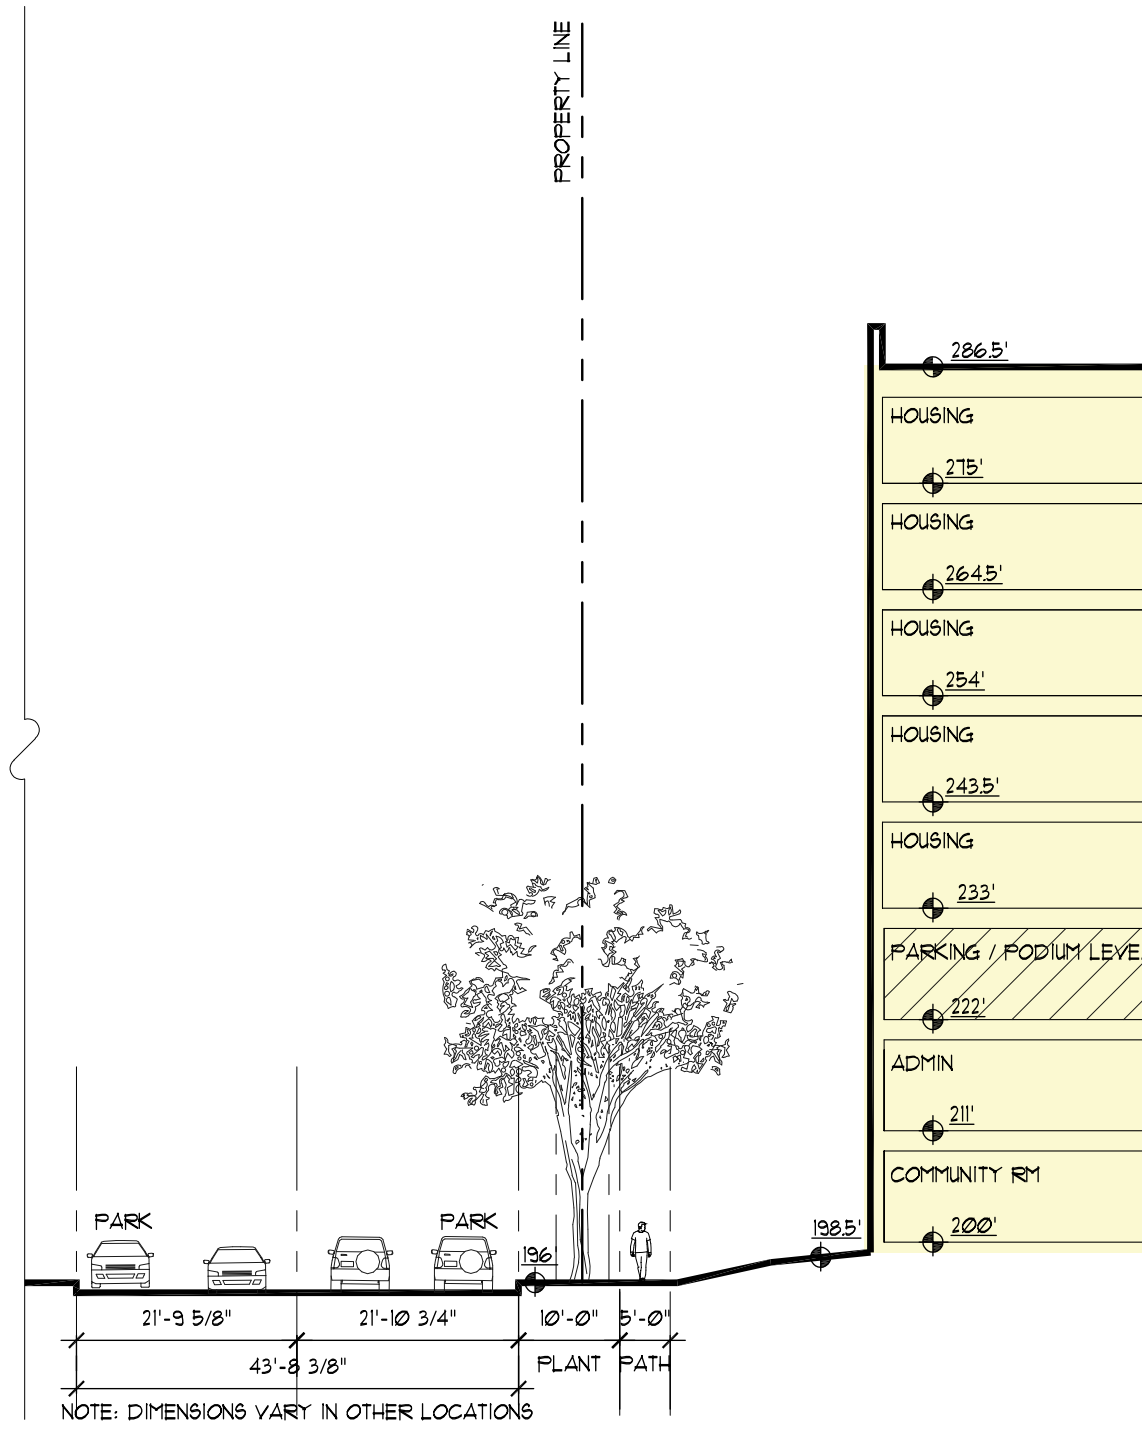 PROPERTY LINE
286.5'
HOUSING
275'
HOUSING
264.5'
HOUSING
254'
HOUSING
243.5'
HOUSING
233'
PARKING / PODIUM LEVE
222'
ADMIN
211'
COMMUNITY RM
200'
198.5'
PARK
PARK
196'
21'-9 5/8"
21'-10 3/4"
10'-0"
5'-0"
43'-8 3/8"
PLANT
PATH
NOTE: DIMENSIONS VARY IN OTHER LOCATIONS